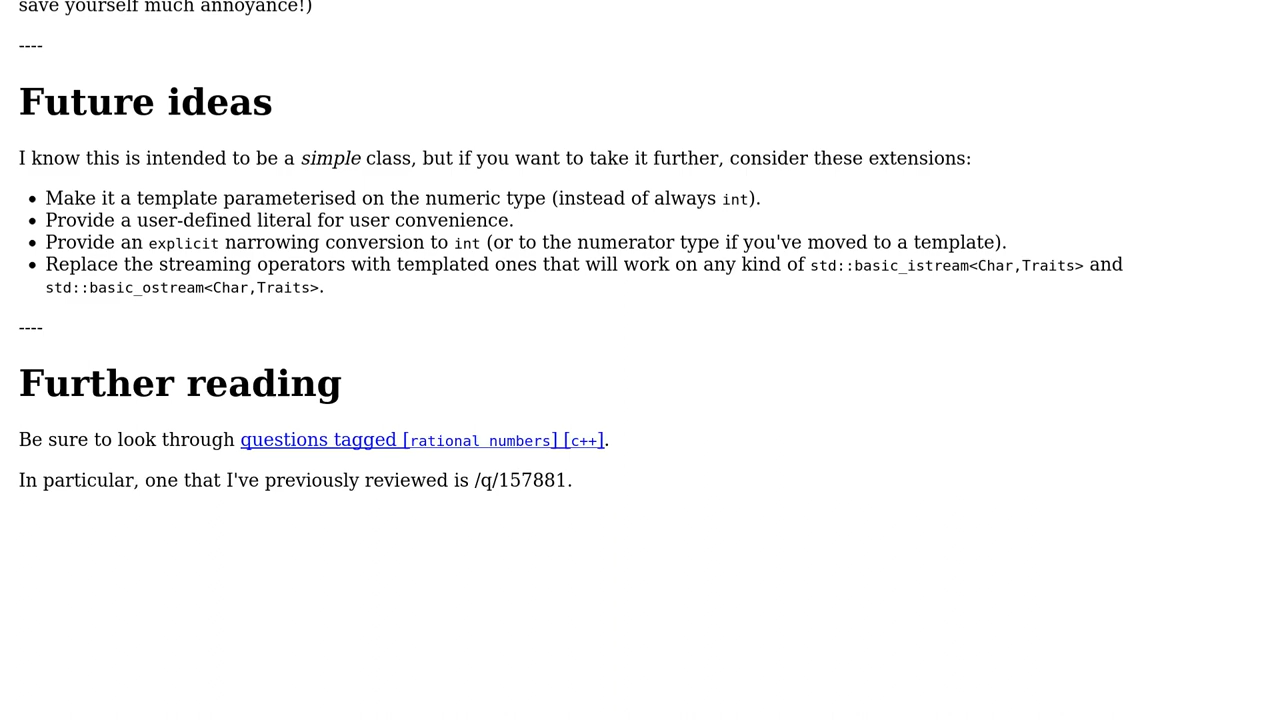 save yourself much annoyance!)
----
Future ideas
I know this is intended to be a simple class, but if you want to take it further, consider these extensions:
• Make it a template parameterised on the numeric type (instead of always int).
• Provide a user-defined literal for user convenience.
• Provide an explicit narrowing conversion to int (or to the numerator type if you've moved to a template).
• Replace the streaming operators with templated ones that will work on any kind of std::basic_istream<Char,Traits> and
std::basic_ostream<Char,Traits>.
----
Further reading
Be sure to look through questions tagged [rational numbers] [c++].
In particular, one that I've previously reviewed is /q/157881.